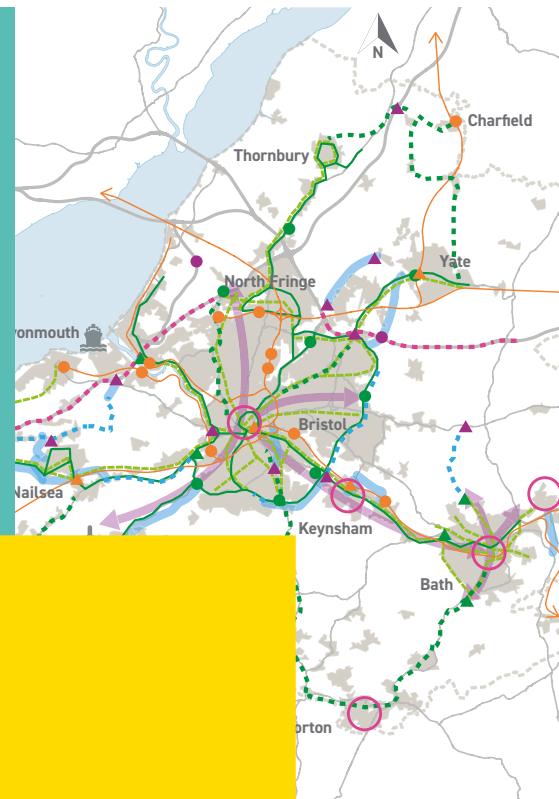 N
Charfield
Thornbury
Yate
North Fringe
vonmouth
Bristol
Nailsea
Keynsham
Bath
orton